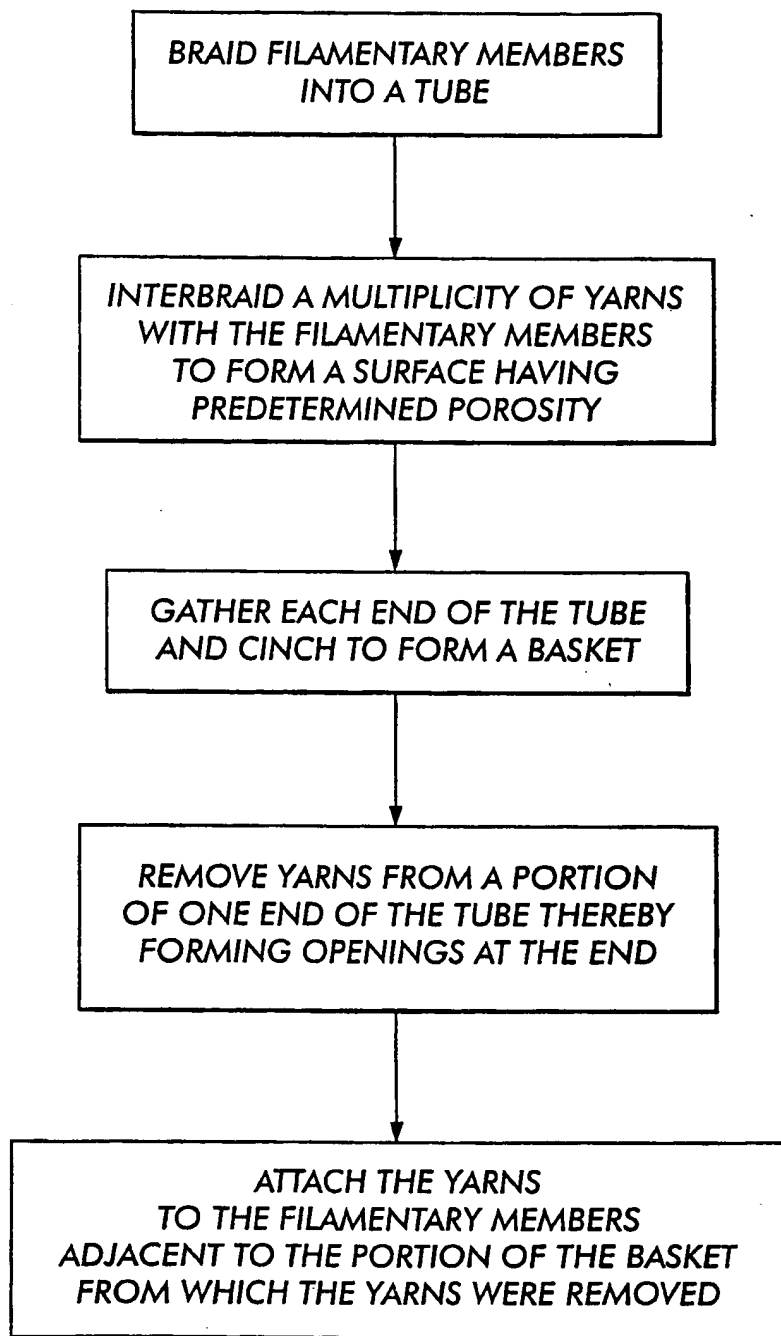 BRAID FILAMENTARY MEMBERS
INTO A TUBE
INTERBRAID A MULTIPLICITY OF YARNS
WITH THE FILAMENTARY MEMBERS
TO FORM A SURFACE HAVING
PREDETERMINED POROSITY
GATHER EACH END OF THE TUBE
AND CINCH TO FORM A BASKET
REMOVE YARNS FROM A PORTION
OF ONE END OF THE TUBE THEREBY
FORMING OPENINGS AT THE END
ATTACH THE YARNS
TO THE FILAMENTARY MEMBERS
ADJACENT TO THE PORTION OF THE BASKET
FROM WHICH THE YARNS WERE REMOVED